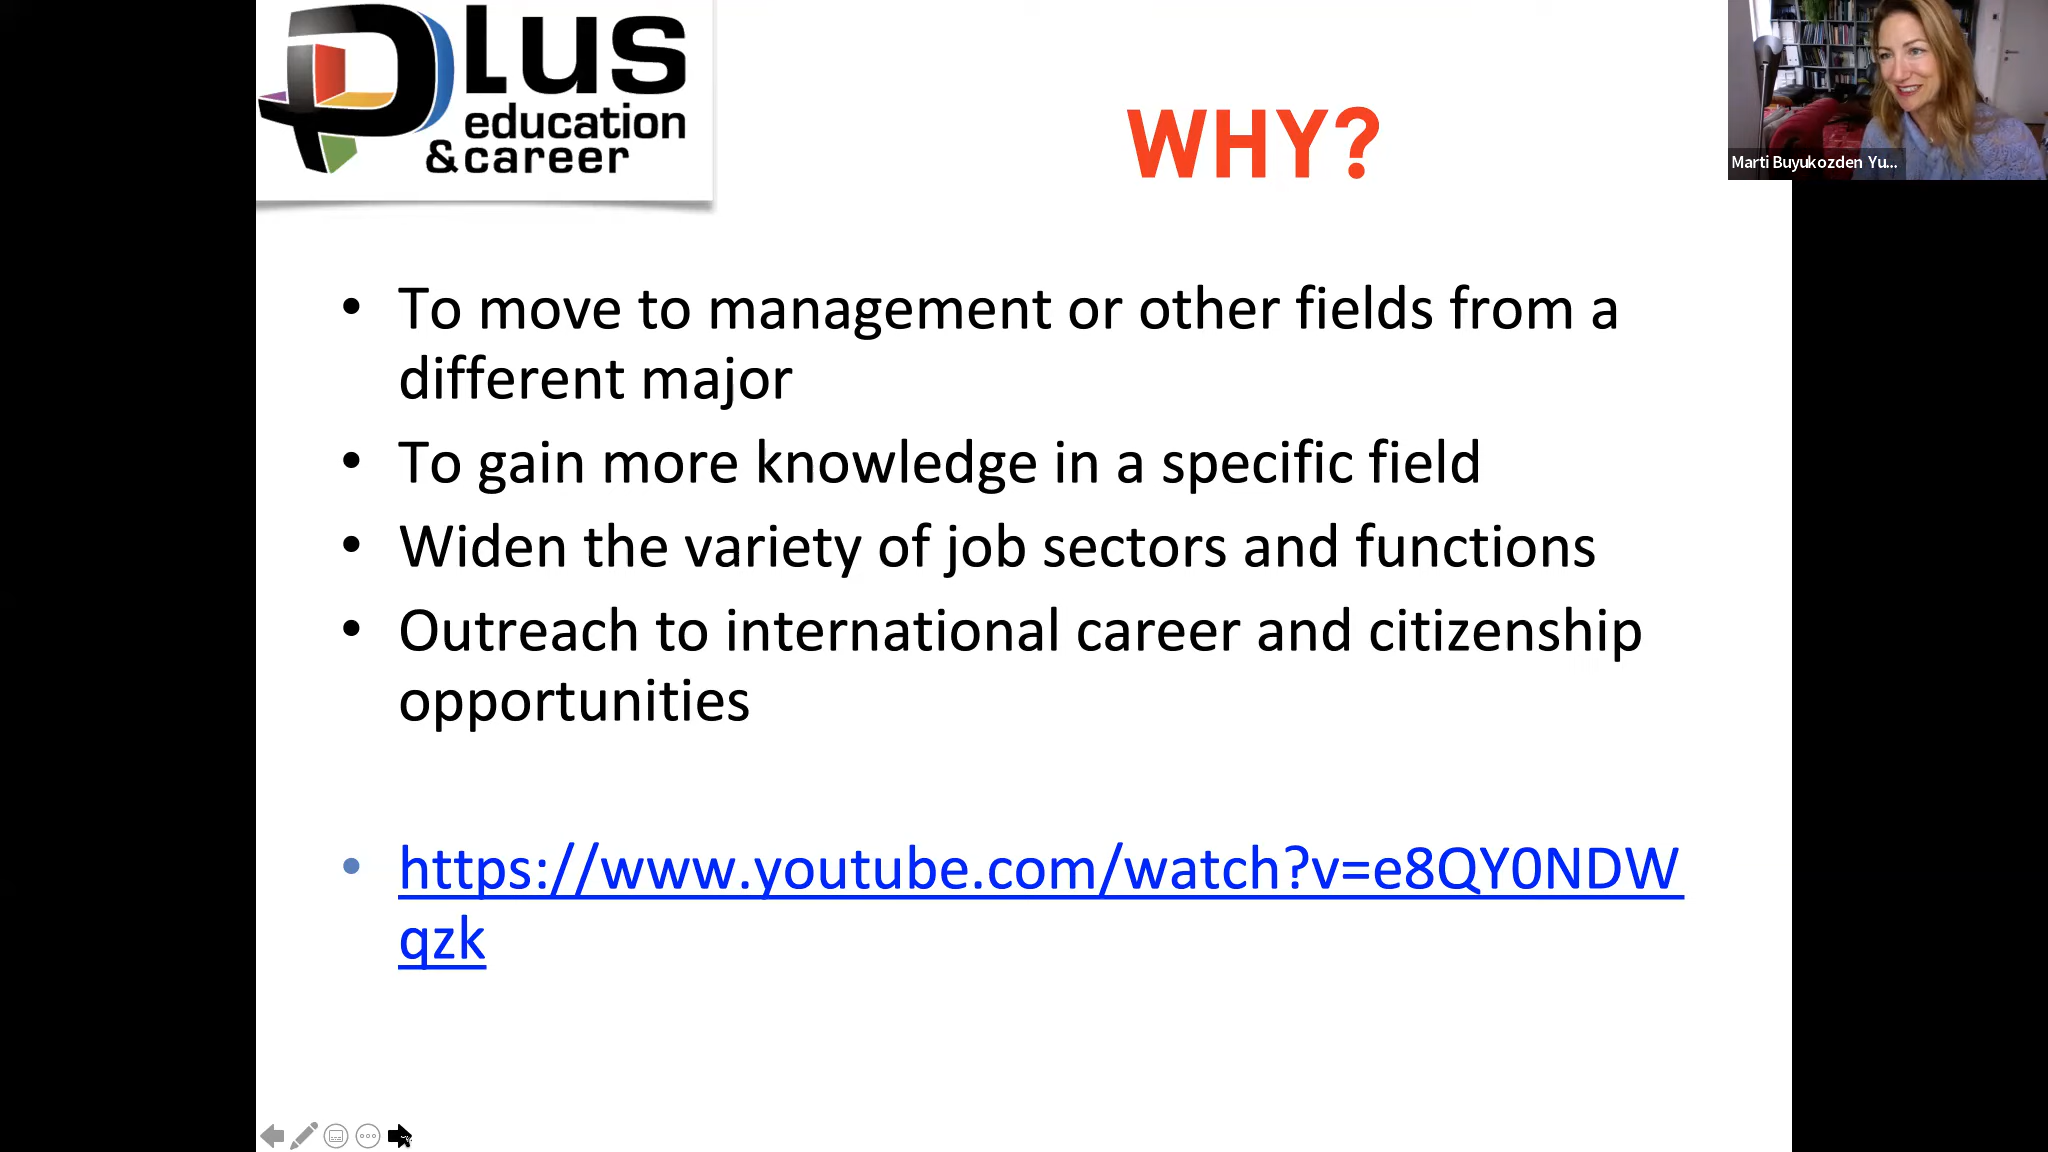 plus
education
&career
WHY?
Marti Buyukozden Yu...
• To move to management or other fields from a
different major
• To gain more knowledge in a specific field
• Widen the variety of job sectors and functions
• Outreach to international career and citizenship
opportunities
• https://www.youtube.com/watch?v=e8QY0NDW
qzk